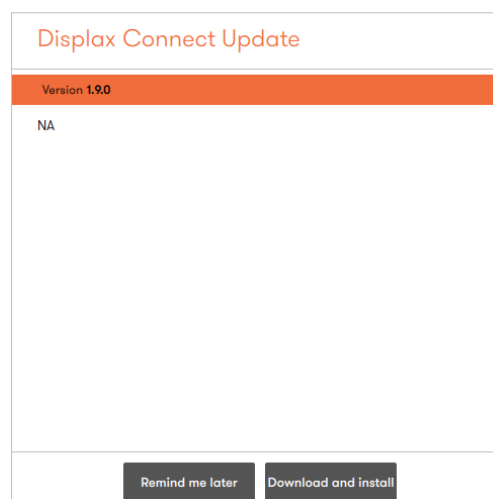 Displax Connect Update
Version 1.9.0
NA
Remind me later
Download and install